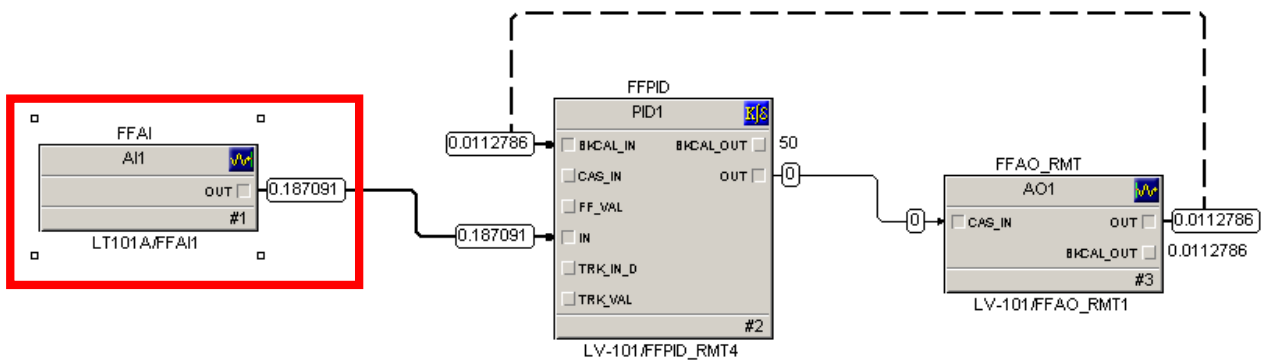 FFAI
AI1
OUT
0.187091
#1
LT101A/FFAI1
FFPID
PID1
0.0112786
BKCAL_IN BKCAL_OUT 50
CAS_IN OUT 0
FF_VAL
0.187091 IN
TRK_IN_D
TRK_VAL
#2
LV-101/FFPID_RMT4
FFAO_RMT
AO1
0 CAS_IN OUT 0.0112786
BKCAL_OUT 0.0112786
#3
LV-101/FFAO_RMT1